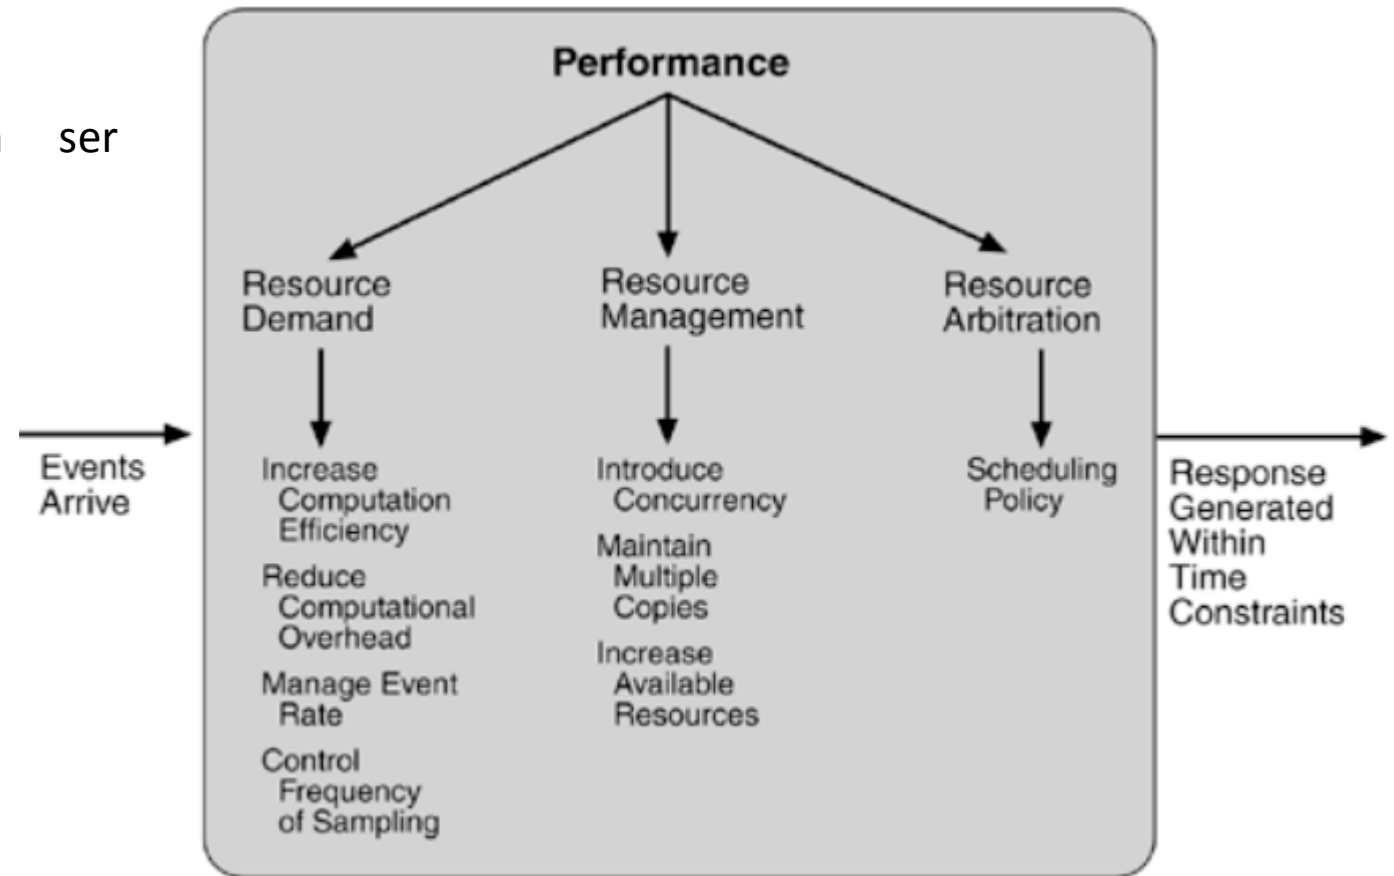 ser
Performance
Resource
Demand
Resource
Management
Resource
Arbitration
Events
Arrive
Increase
Computation
Efficiency
Reduce
Computational
Overhead
Manage Event
Rate
Control
Frequency
of Sampling
Introduce
Concurrency
Maintain
Multiple
Copies
Increase
Available
Resources
Scheduling
Policy
Response
Generated
Within
Time
Constraints